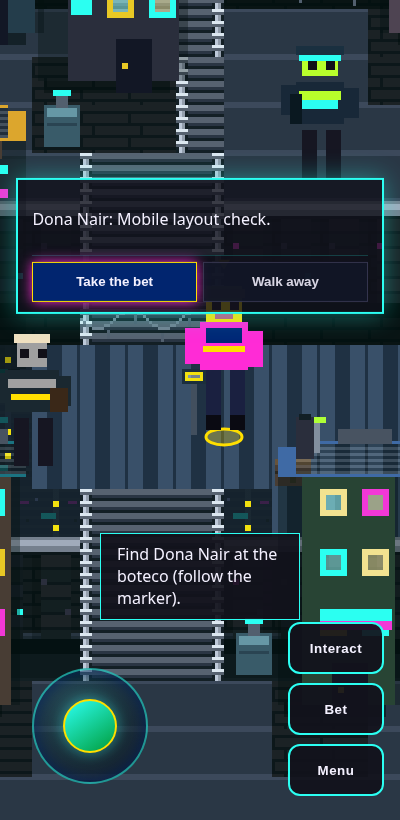 Dona Nair: Mobile layout check.
Take the bet
Walk away
Find Dona Nair at the
boteco (follow the
marker).
Interact
Bet
Menu